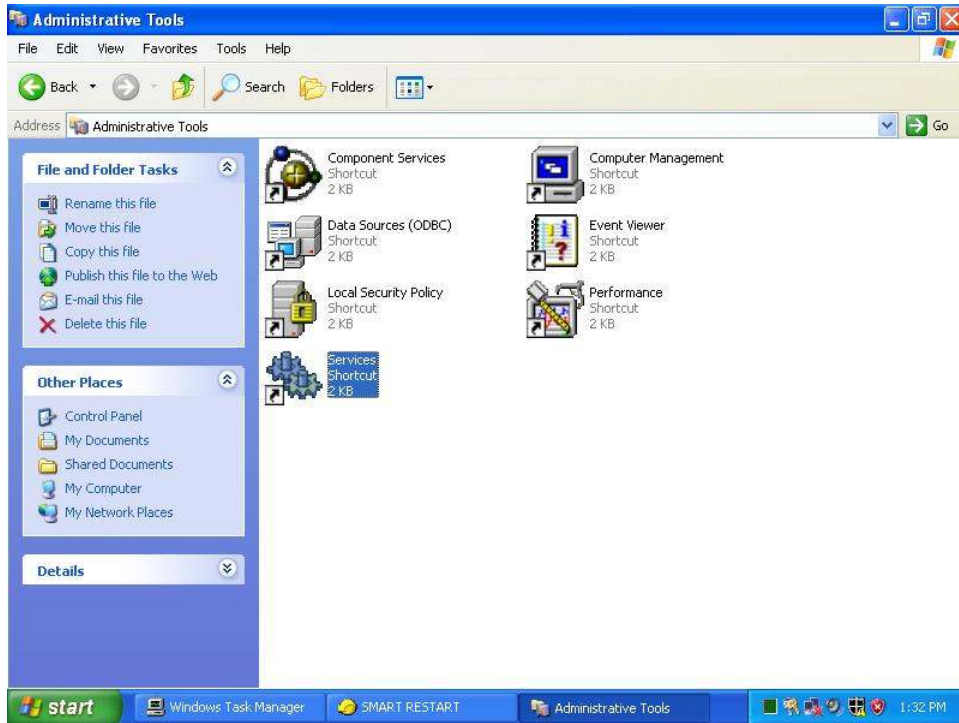 Administrative Tools
File Edit View Favorites Tools Help
Back Search Folders
Address Administrative Tools Go
File and Folder Tasks
Rename this file
Move this file
Copy this file
Publish this file to the Web
E-mail this file
Delete this file
Other Places
Control Panel
My Documents
Shared Documents
My Computer
My Network Places
Details
Component Services
Shortcut
2 KB
Computer Management
Shortcut
2 KB
Data Sources (ODBC)
Shortcut
2 KB
Event Viewer
Shortcut
2 KB
Local Security Policy
Shortcut
2 KB
Performance
Shortcut
2 KB
Services
Shortcut
2 KB
start Windows Task Manager SMART RESTART Administrative Tools 1:32 PM